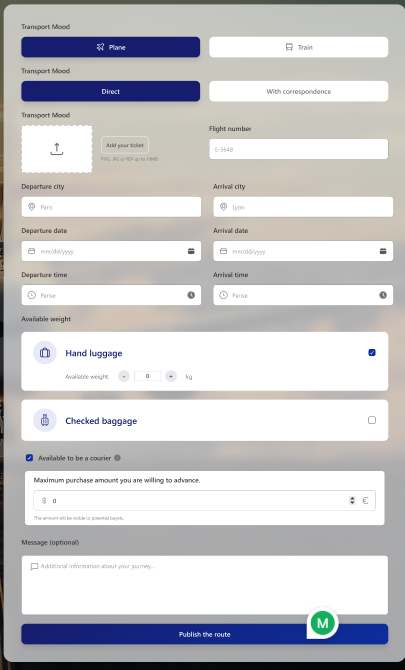 Transport Mood
Plane
Train
Transport Mood
Direct
With correspondence
Transport Mood
Add your ticket
PNG, JPG or PDF up to 10MB
Flight number
E-5648
Departure city
Arrival city
Paris
Lyon
Departure date
Arrival date
mm/dd/yyyy
mm/dd/yyyy
Departure time
Arrival time
Parise
Parise
Available weight
Hand luggage
Available weight:
-
0
+
kg
Checked baggage
Available to be a courier
Maximum purchase amount you are willing to advance.
$ 0 €
This amount will be visible to potential buyers.
Message (optional)
Additional information about your journey...
M
Publish the route